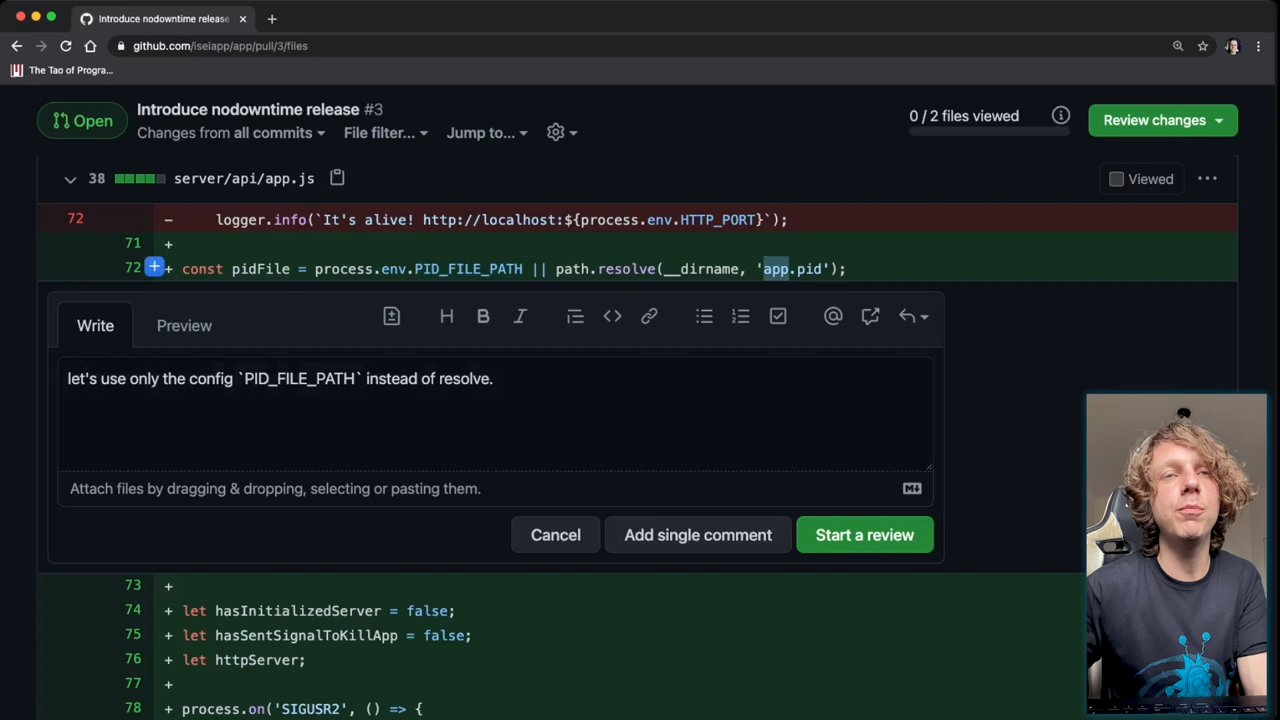 Introduce nodowntime release
github.com/iseiapp/app/pull/3/files
The Tao of Progra...
Open
Introduce nodowntime release #3
Changes from all commits
File filter...
Jump to...
0 / 2 files viewed
Review changes
38
server/api/app.js
Viewed
72 - logger.info(`It's alive! http://localhost:${process.env.HTTP_PORT}`);
71 +
72 + const pidFile = process.env.PID_FILE_PATH || path.resolve(__dirname, 'app.pid');
Write
Preview
let's use only the config `PID_FILE_PATH` instead of resolve.
Attach files by dragging & dropping, selecting or pasting them.
Cancel
Add single comment
Start a review
73 +
74 + let hasInitializedServer = false;
75 + let hasSentSignalToKillApp = false;
76 + let httpServer;
77 +
78 + process.on('SIGUSR2', () => {